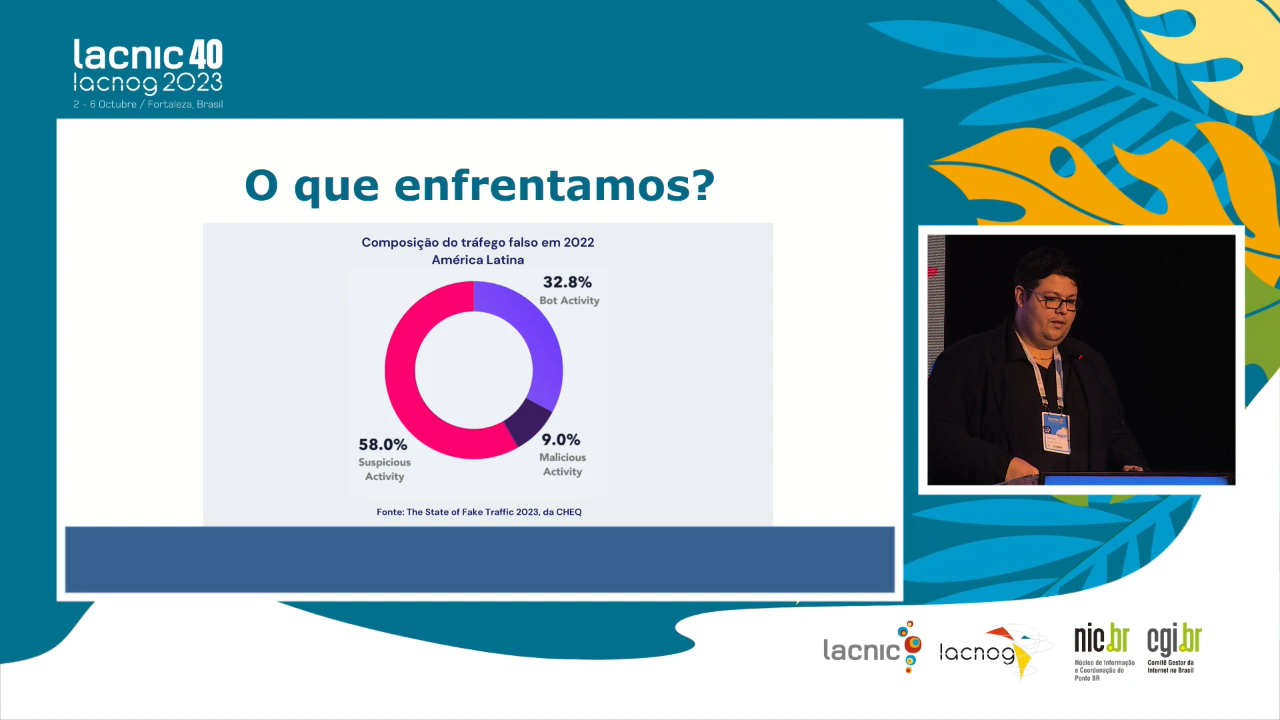 lacnic 40
lacnog 2023
2 - 6 Octubre / Fortaleza, Brasil
O que enfrentamos?
Composição do tráfego falso em 2022
América Latina
32.8%
Bot Activity
9.0%
Malicious
Activity
58.0%
Suspicious
Activity
Fonte: The State of Fake Traffic 2023, da CHEQ
lacnic
lacnog
nic.br
Núcleo de Informação
e Coordenação do
Ponto BR
cgi.br
Comitê Gestor da
Internet no Brasil